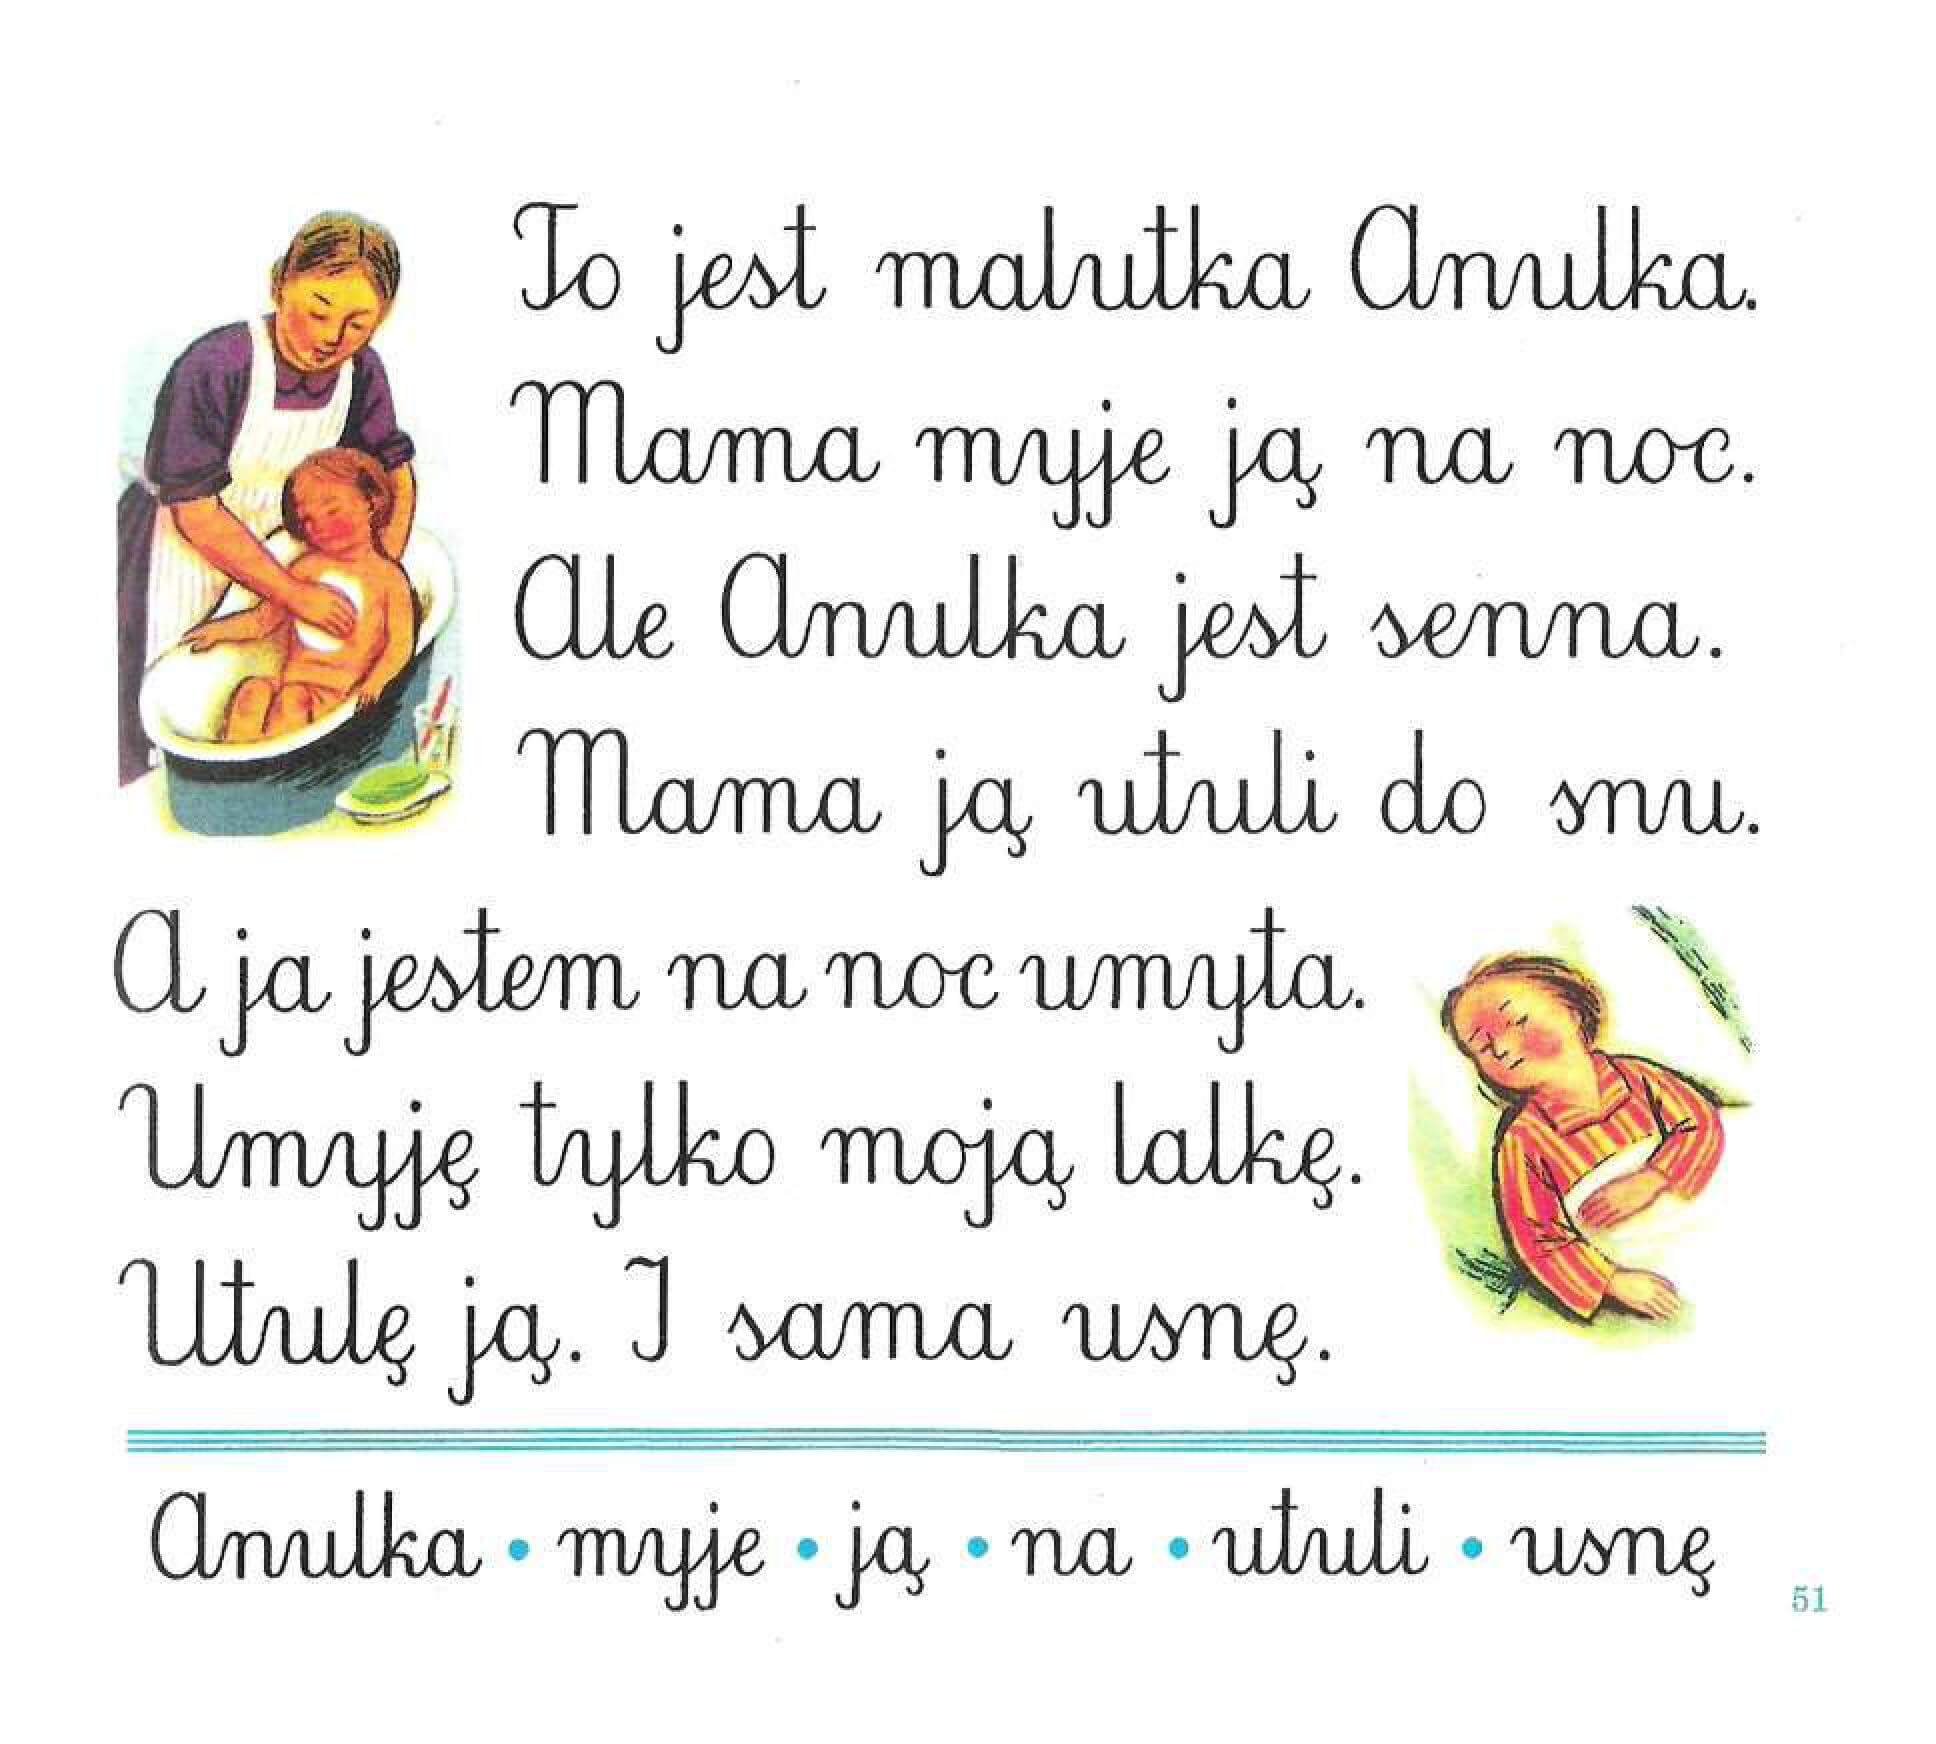 To jest malutka Anulka.
Mama myje ją na noc.
Ale Anulka jest senna.
Mama ją utuli do snu.
A ja jestem na noc umyta.
Umyję tylko moją lalkę.
Utulę ją. I sama usnę.
Anulka • myje • ją • na • utuli • usnę
51